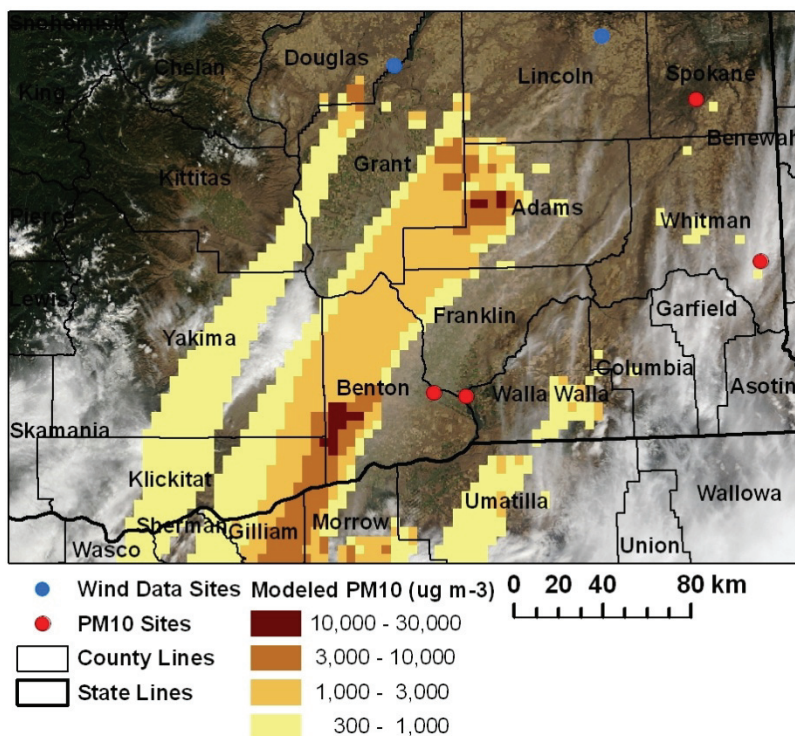 Snohomish
Chelan
Douglas
Lincoln
Spokane
King
Benewah
Grant
Kittitas
Adams
Whitman
Pierce
Lewis
Franklin
Garfield
Yakima
Columbia
Benton
Walla Walla
Asotin
Skamania
Klickitat
Umatilla
Wallowa
Sherman
Gilliam
Morrow
Wasco
Union
Wind Data Sites
PM10 Sites
County Lines
State Lines
Modeled PM10 (ug m-3)
10,000 - 30,000
3,000 - 10,000
1,000 - 3,000
300 - 1,000
0 20 40 80 km